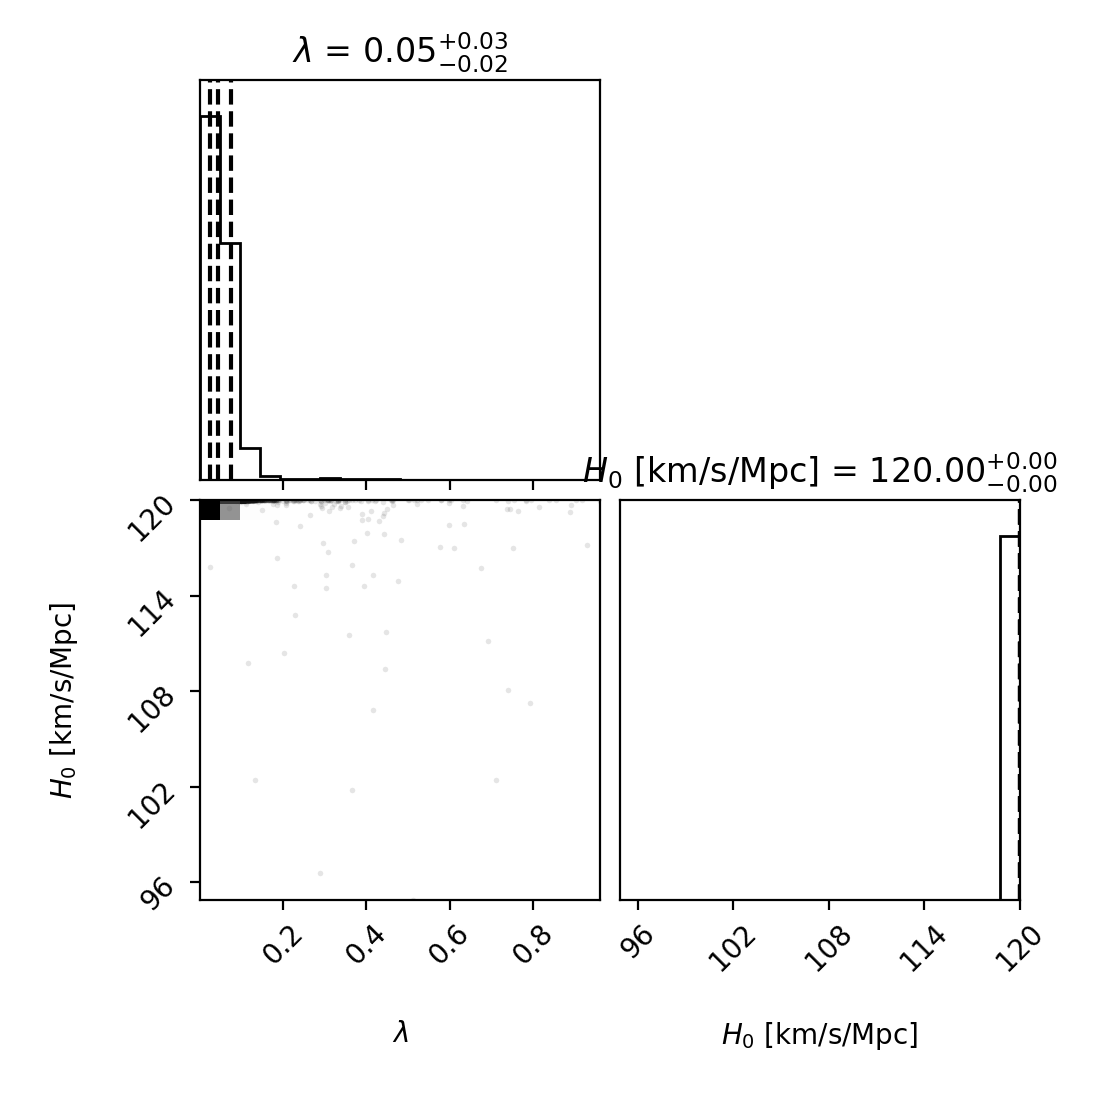 λ = 0.05+0.03−0.02
H0 [km/s/Mpc] = 120.00+0.00−0.00
H0 [km/s/Mpc]
120
114
108
102
96
0.2 0.4 0.6 0.8
λ
96 102 108 114 120
H0 [km/s/Mpc]